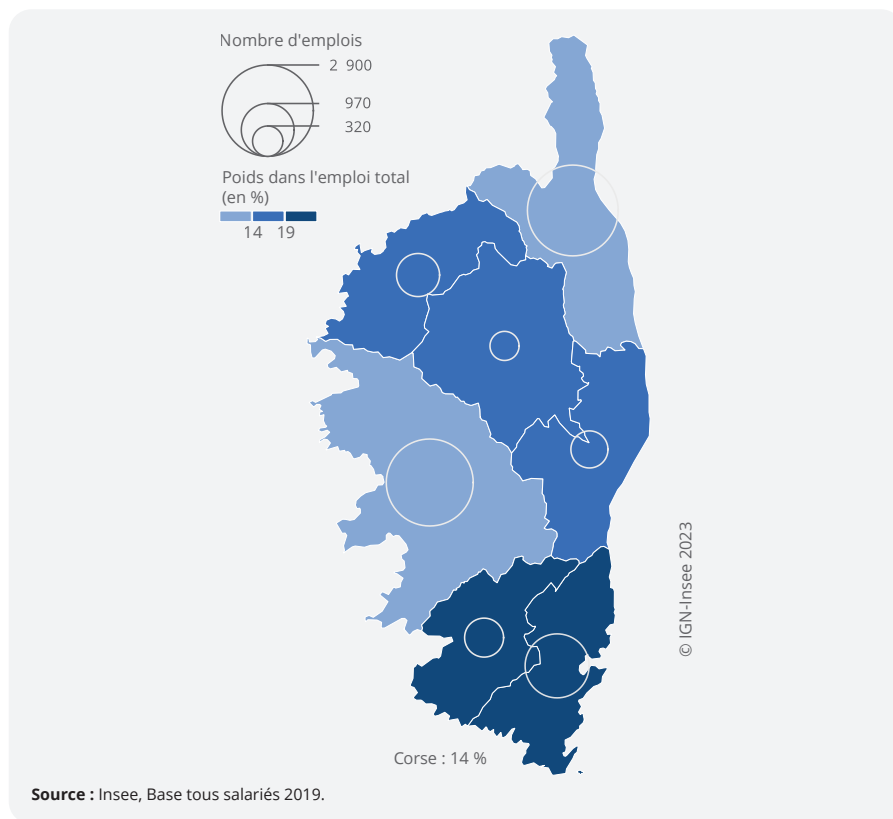 Nombre d'emplois
2 900
970
320
Poids dans l'emploi total
(en %)
14 19
© IGN-Insee 2023
Corse : 14 %
Source : Insee, Base tous salariés 2019.